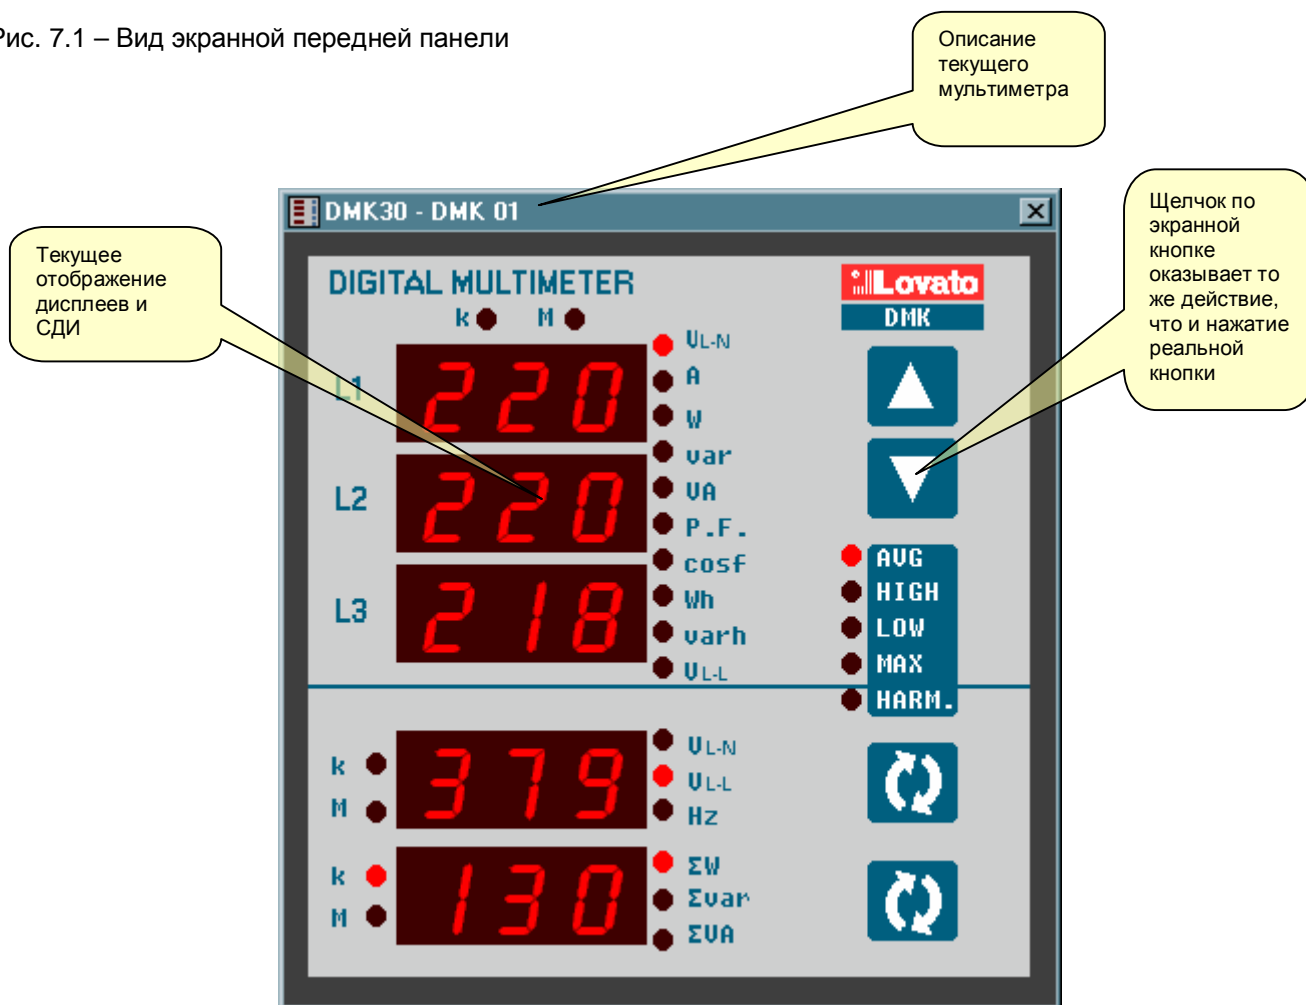 Рис. 7.1 – Вид экранной передней панели
Описание
текущего
мультиметра
Щелчок по
экранной
кнопке
оказывает то
же действие,
что и нажатие
реальной
кнопки
Текущее
отображение
дисплеев и
СДИ
DMK30 - DMK 01
DIGITAL MULTIMETER
Lovato
DMK
k M
L1
220
L2
220
L3
218
VL-N
A
W
var
VA
P.F.
cosf
Wh
varh
VL-L
AVG
HIGH
LOW
MAX
HARM.
k
M
379
VL-N
VL-L
Hz
k
M
130
ΣW
Σvar
ΣVA